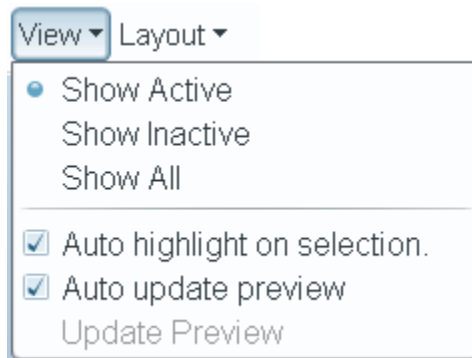 View Layout
Show Active
Show Inactive
Show All
Auto highlight on selection.
Auto update preview
Update Preview